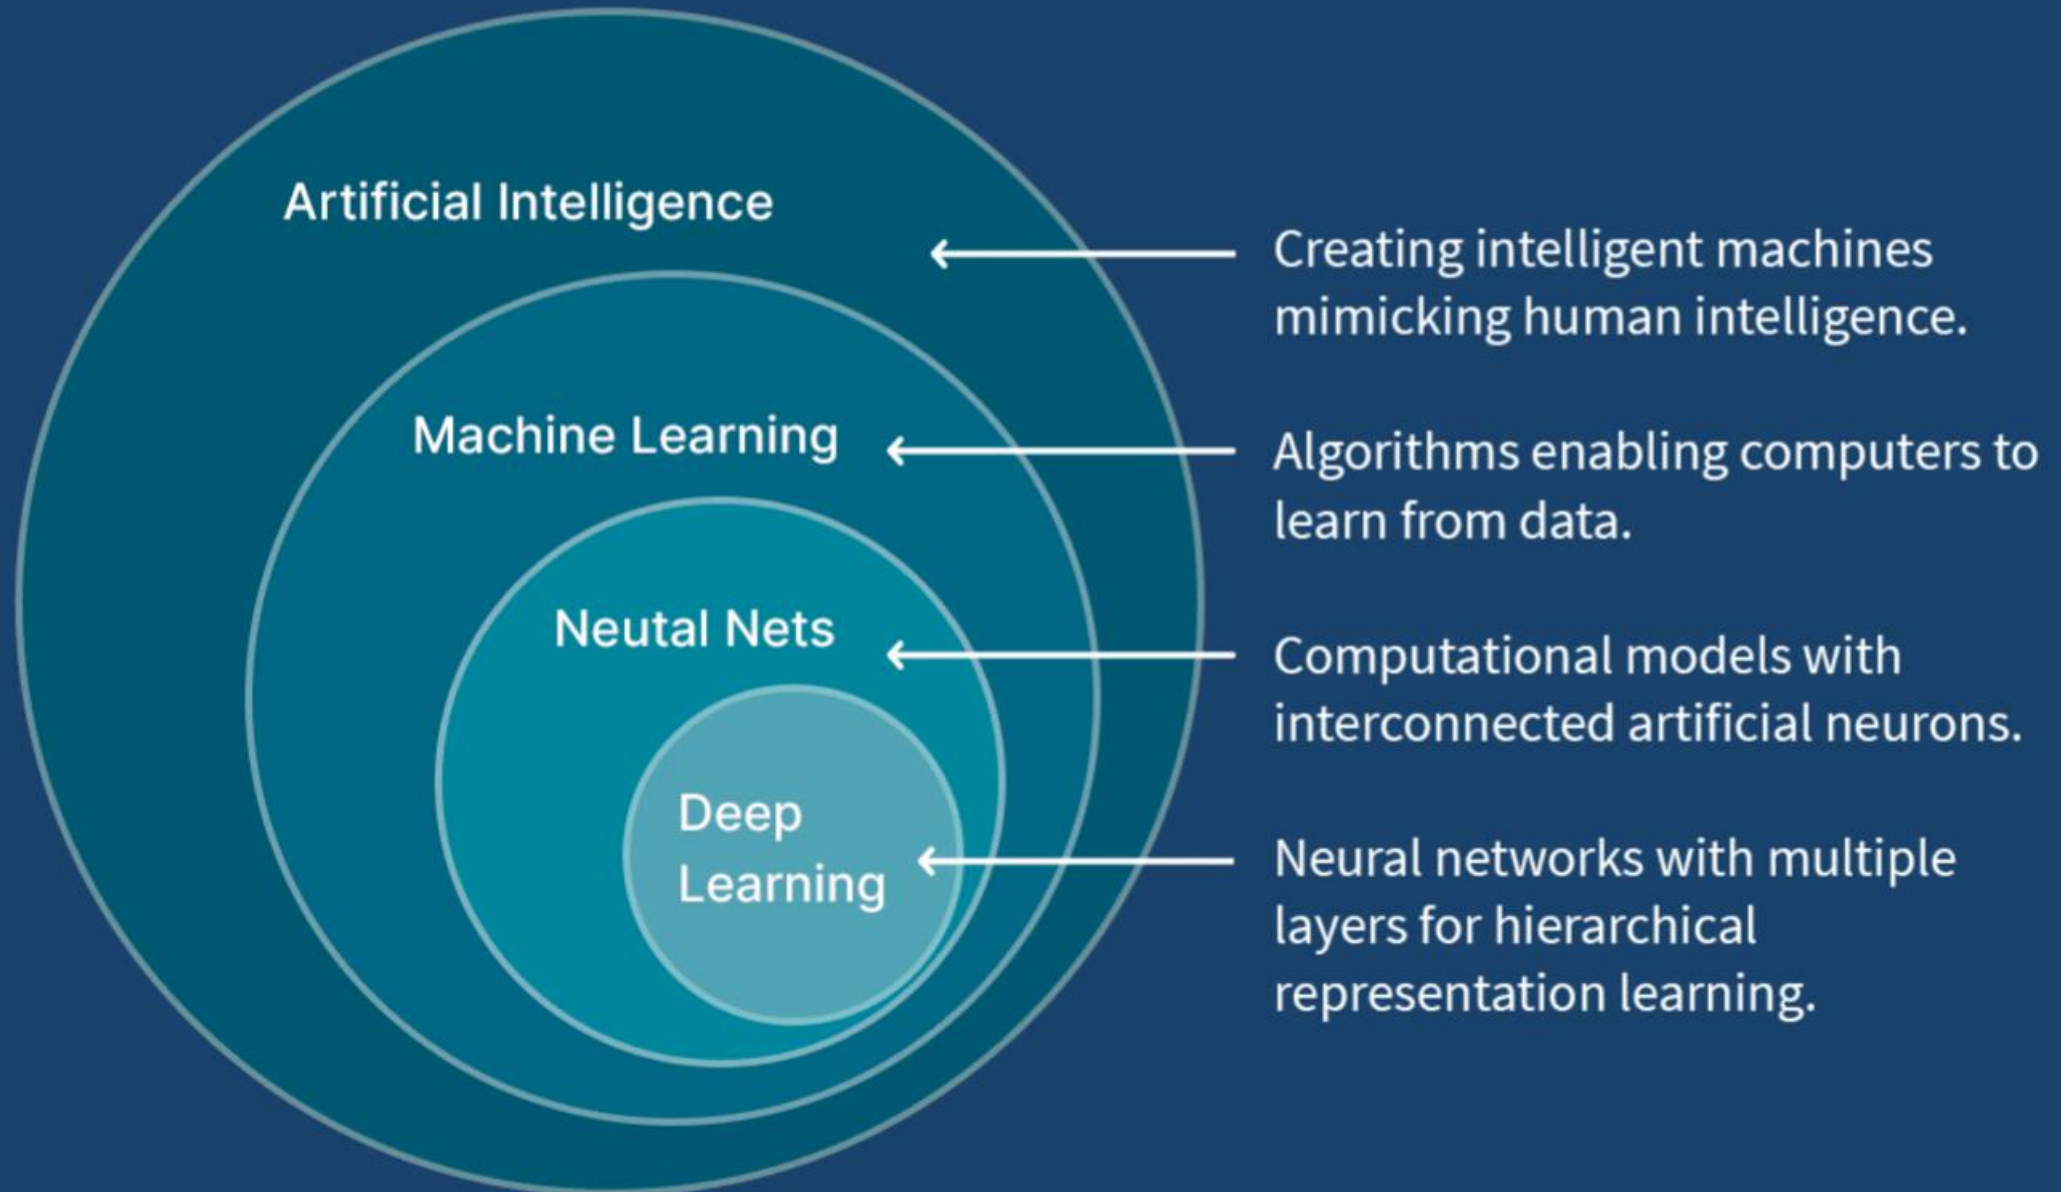 Artificial Intelligence
Creating intelligent machines
mimicking human intelligence.
Machine Learning
Algorithms enabling computers to
learn from data.
Neutal Nets
Computational models with
interconnected artificial neurons.
Deep
Learning
Neural networks with multiple
layers for hierarchical
representation learning.